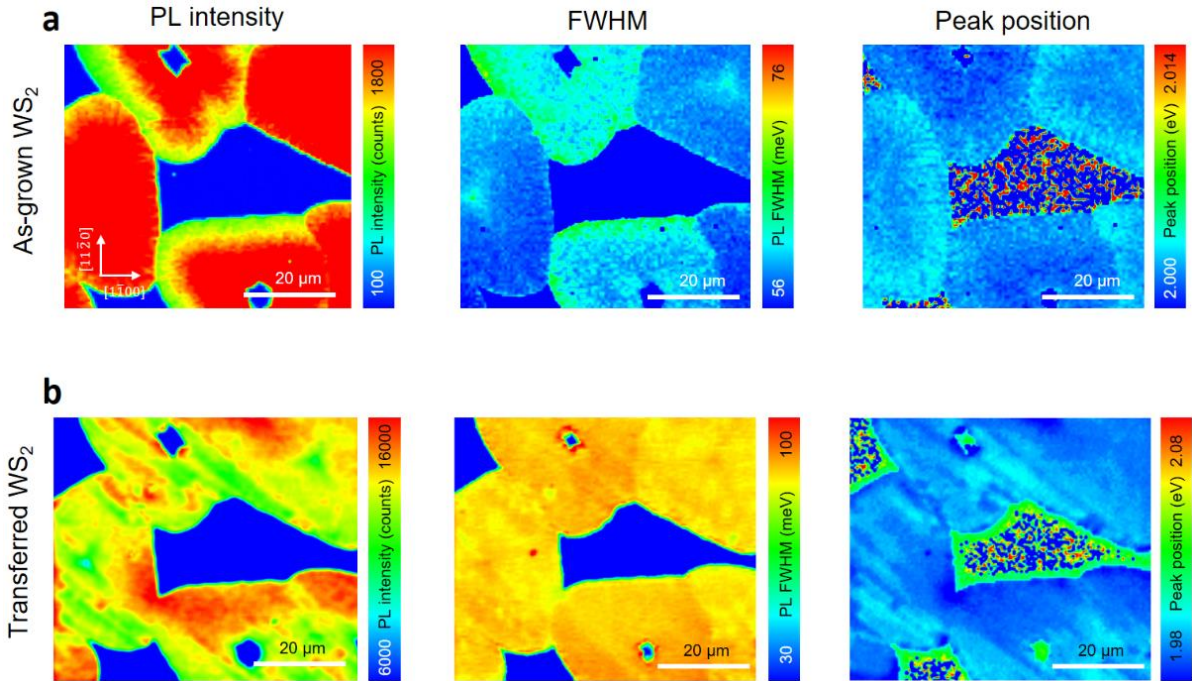 a
PL intensity
FWHM
Peak position
As-grown WS₂
[11̅20]
[1̅100]
20 µm
100 PL intensity (counts) 1800
20 µm
56 PL FWHM (meV) 76
20 µm
2.000 Peak position (eV) 2.014
b
Transferred WS₂
20 µm
6000 PL intensity (counts) 16000
20 µm
30 PL FWHM (meV) 100
20 µm
1.98 Peak position (eV) 2.08